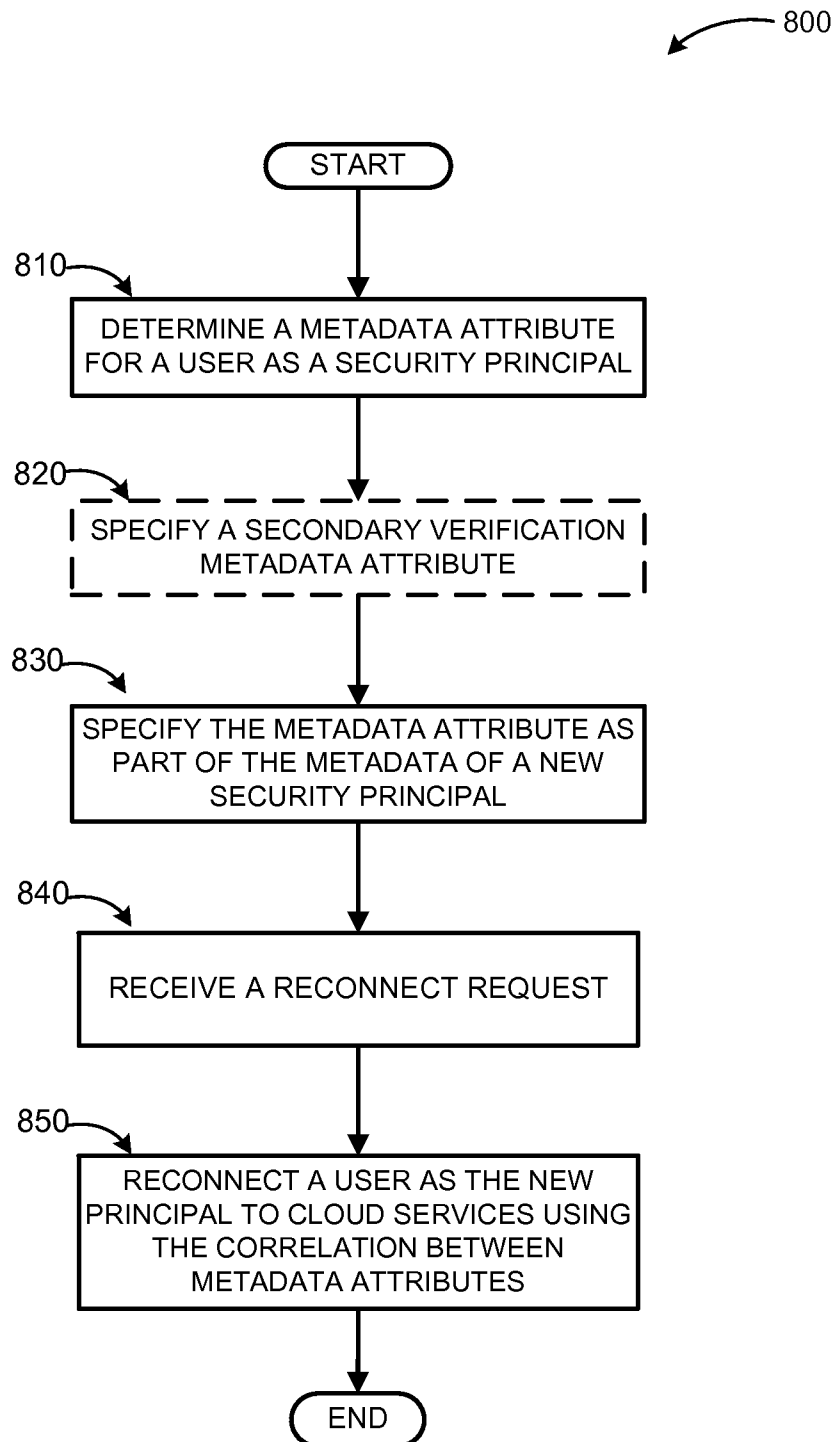 800
START
810
DETERMINE A METADATA ATTRIBUTE
FOR A USER AS A SECURITY PRINCIPAL
820
SPECIFY A SECONDARY VERIFICATION
METADATA ATTRIBUTE
830
SPECIFY THE METADATA ATTRIBUTE AS
PART OF THE METADATA OF A NEW
SECURITY PRINCIPAL
840
RECEIVE A RECONNECT REQUEST
850
RECONNECT A USER AS THE NEW
PRINCIPAL TO CLOUD SERVICES USING
THE CORRELATION BETWEEN
METADATA ATTRIBUTES
END